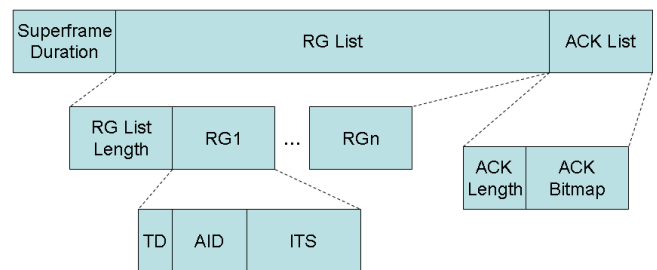 Superframe
Duration
RG List
ACK List
RG List
Length
RG1
...
RGn
ACK
Length
ACK
Bitmap
TD
AID
ITS